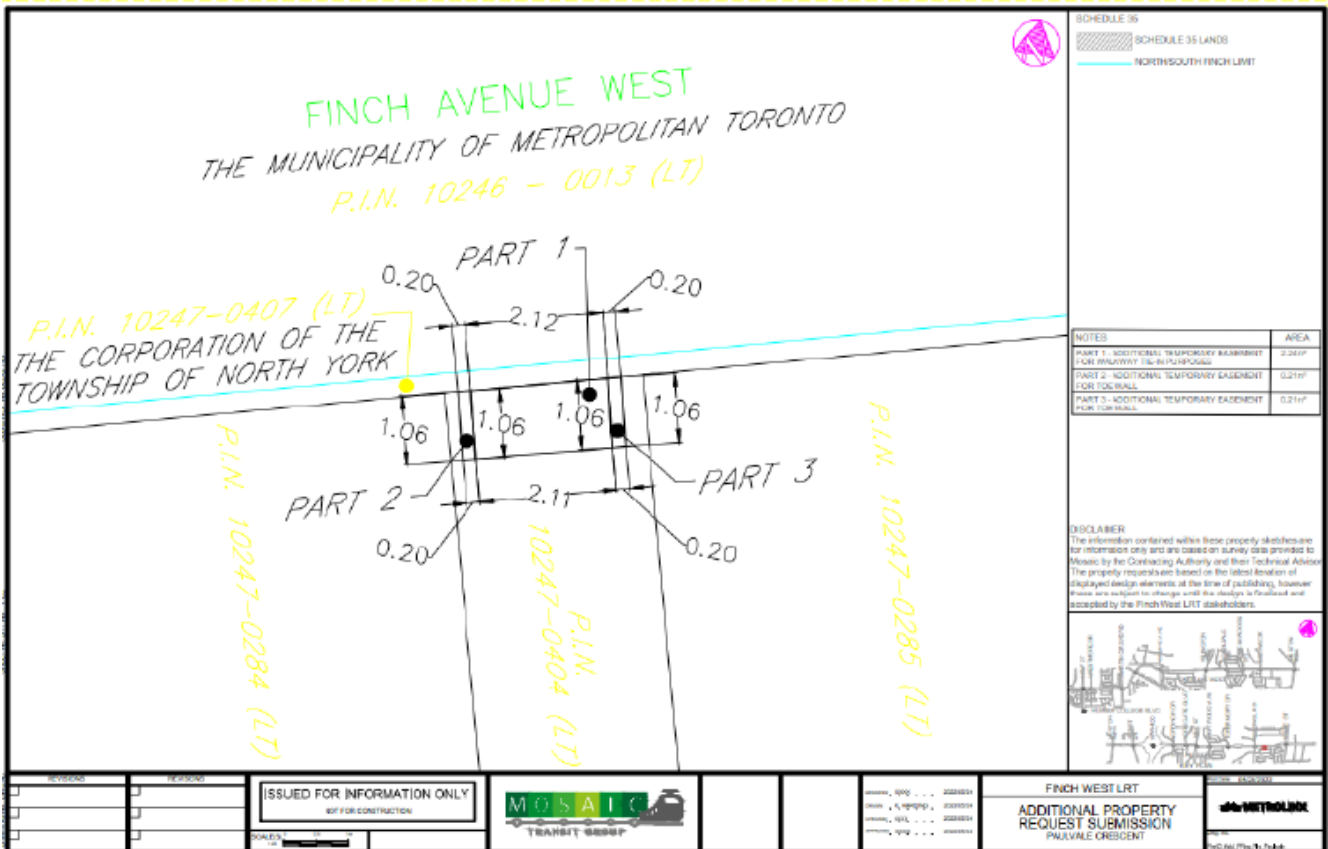 FINCH AVENUE WEST
THE MUNICIPALITY OF METROPOLITAN TORONTO
P.I.N. 10246 - 0013 (LT)
PART 1
0.20
0.20
2.12
P.I.N. 10247-0407 (LT)
THE CORPORATION OF THE
TOWNSHIP OF NORTH YORK
1.06
1.06
1.06
1.06
PART 2
PART 3
2.11
0.20
0.20
P.I.N. 10247-0284 (LT)
P.I.N.
10247-0404 (LT)
P.I.N. 10247-0285 (LT)
SCHEDULE 35
SCHEDULE 35 LANDS
NORTH/SOUTH FINCH LIMIT
NOTES AREA
PART 1 - ADDITIONAL TEMPORARY EASEMENT
FOR WALKWAY TIE-IN PURPOSES
2.24m²
PART 2 - ADDITIONAL TEMPORARY EASEMENT
FOR TOE WALL
0.21m²
PART 3 - ADDITIONAL TEMPORARY EASEMENT
FOR TOE WALL
0.21m²
DISCLAIMER
The information contained within these property sketches are
for information only and are based on survey data provided to
Mosaic by the Contracting Authority and their Technical Advisor
The property requests are based on the latest iteration of
displayed design elements at the time of publishing, however
these are subject to change until the design is finalized and
accepted by the Finch West LRT stakeholders.
REVISIONS
REVISIONS
ISSUED FOR INFORMATION ONLY
NOT FOR CONSTRUCTION
SCALES
MOSAIC
TRANSIT GROUP
FINCH WEST LRT
ADDITIONAL PROPERTY
REQUEST SUBMISSION
PAULVALE CRESCENT
METROLINX